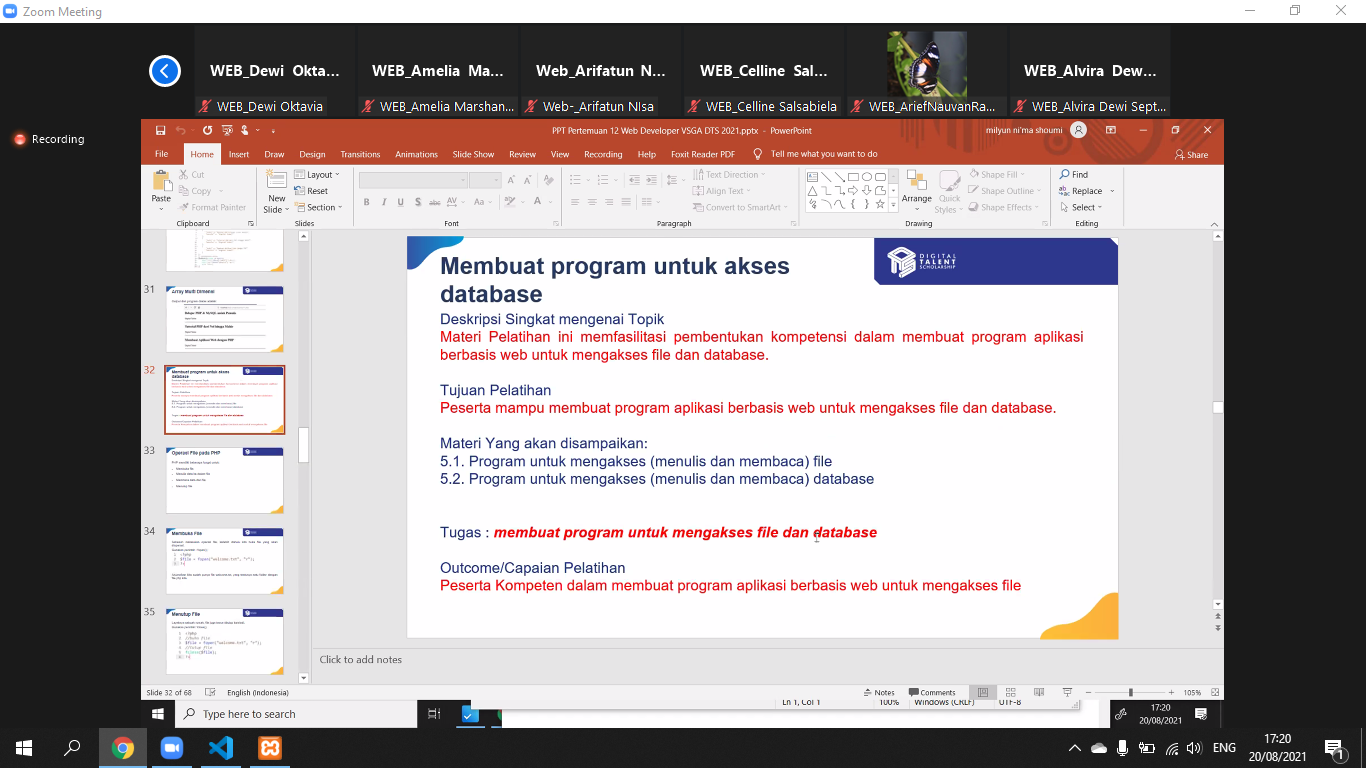 Zoom Meeting
WEB_Dewi Okta...
WEB_Amelia Ma...
Web_Arifatun N...
WEB_Celline Sal...
WEB_Alvira Dew...
WEB_Dewi Oktavia
WEB_Amelia Marshan...
Web-_Arifatun NIsa
WEB_Celline Salsabiela
WEB_AriefNauvanRa...
WEB_Alvira Dewi Sept...
Recording
PPT Pertemuan 12 Web Developer VSGA DTS 2021.pptx - PowerPoint
milyun ni'ma shoumi
File Home Insert Draw Design Transitions Animations Slide Show Review View Recording Help Foxit Reader PDF Tell me what you want to do
Share
Paste
Cut
Copy
Format Painter
Clipboard
New Slide
Layout
Reset
Section
Slides
Font
Text Direction
Align Text
Convert to SmartArt
Paragraph
Arrange
Quick Styles
Shape Fill
Shape Outline
Shape Effects
Drawing
Find
Replace
Select
Editing
31
Array Multi Dimensi
32
Membuat program untuk akses
database
33
Operasi File pada PHP
34
Membuka File
35
Menutup File
DIGITAL
TALENT
SCHOLARSHIP
Membuat program untuk akses
database
Deskripsi Singkat mengenai Topik
Materi Pelatihan ini memfasilitasi pembentukan kompetensi dalam membuat program aplikasi
berbasis web untuk mengakses file dan database.
Tujuan Pelatihan
Peserta mampu membuat program aplikasi berbasis web untuk mengakses file dan database.
Materi Yang akan disampaikan:
5.1. Program untuk mengakses (menulis dan membaca) file
5.2. Program untuk mengakses (menulis dan membaca) database
Tugas : membuat program untuk mengakses file dan database
Outcome/Capaian Pelatihan
Peserta Kompeten dalam membuat program aplikasi berbasis web untuk mengakses file
Click to add notes
Slide 32 of 68
English (Indonesia)
Notes
Comments
105%
Ln 1, Col 1
100%
Windows (CRLF)
UTF-8
Type here to search
17:20
20/08/2021
ENG
17:20
20/08/2021
1